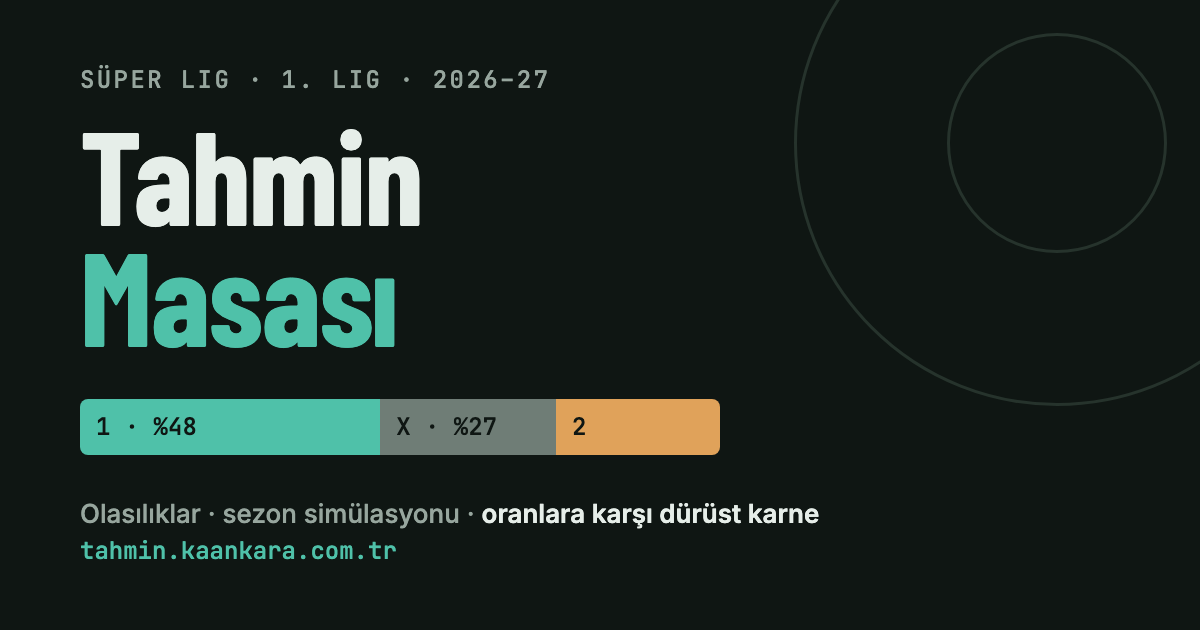 SÜPER LIG · 1. LIG · 2026–27
Tahmin
Masası
1 · %48 X · %27 2
Olasılıklar · sezon simülasyonu · oranlara karşı dürüst karne
tahmin.kaankara.com.tr